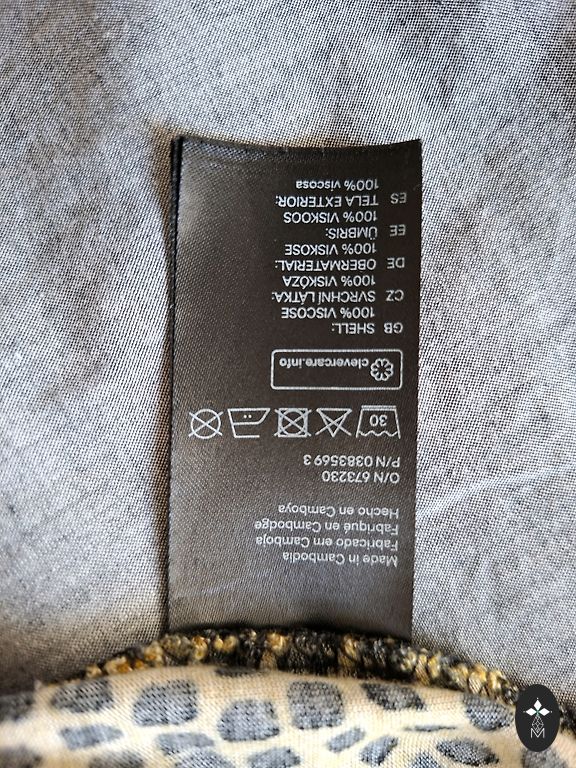 Made in Cambodia
Fabricado em Camboja
Fabriqué en Cambodge
Hecho en Camboya
O/N 673230
P/N 0383569 3
30
clevercare.info
GB SHELL:
100% VISCOSE
CZ SVRCHNÍ LÁTKA:
100% VISKÓZA
DE OBERMATERIAL:
100% VISKOSE
EE ÜMBRIS:
100% VISKOOS
ES TELA EXTERIOR:
100% viscosa
M